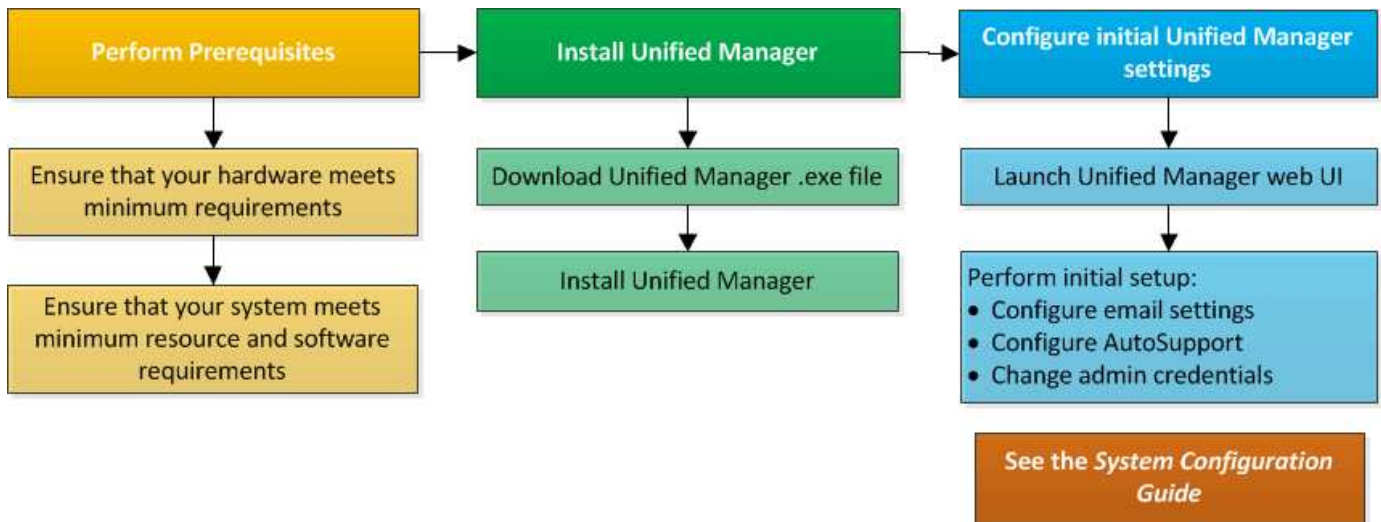 Perform Prerequisites
Install Unified Manager
Configure initial Unified Manager
settings
Ensure that your hardware meets
minimum requirements
Ensure that your system meets
minimum resource and software
requirements
Download Unified Manager .exe file
Install Unified Manager
Launch Unified Manager web UI
Perform initial setup:
• Configure email settings
• Configure AutoSupport
• Change admin credentials
See the System Configuration
Guide